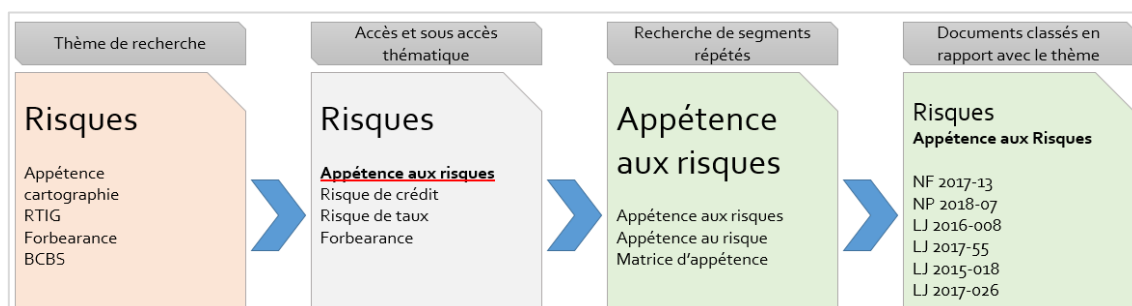 Thème de recherche
Accès et sous accès
thématique
Recherche de segments
répétés
Documents classés en
rapport avec le thème
Risques
Appétence
cartographie
RTIG
Forbearance
BCBS
Risques
Appétence aux risques
Risque de crédit
Risque de taux
Forbearance
Appétence
aux risques
Appétence aux risques
Appétence au risque
Matrice d'appétence
Risques
Appétence aux Risques
NF 2017-13
NP 2018-07
LJ 2016-008
LJ 2017-55
LJ 2015-018
LJ 2017-026